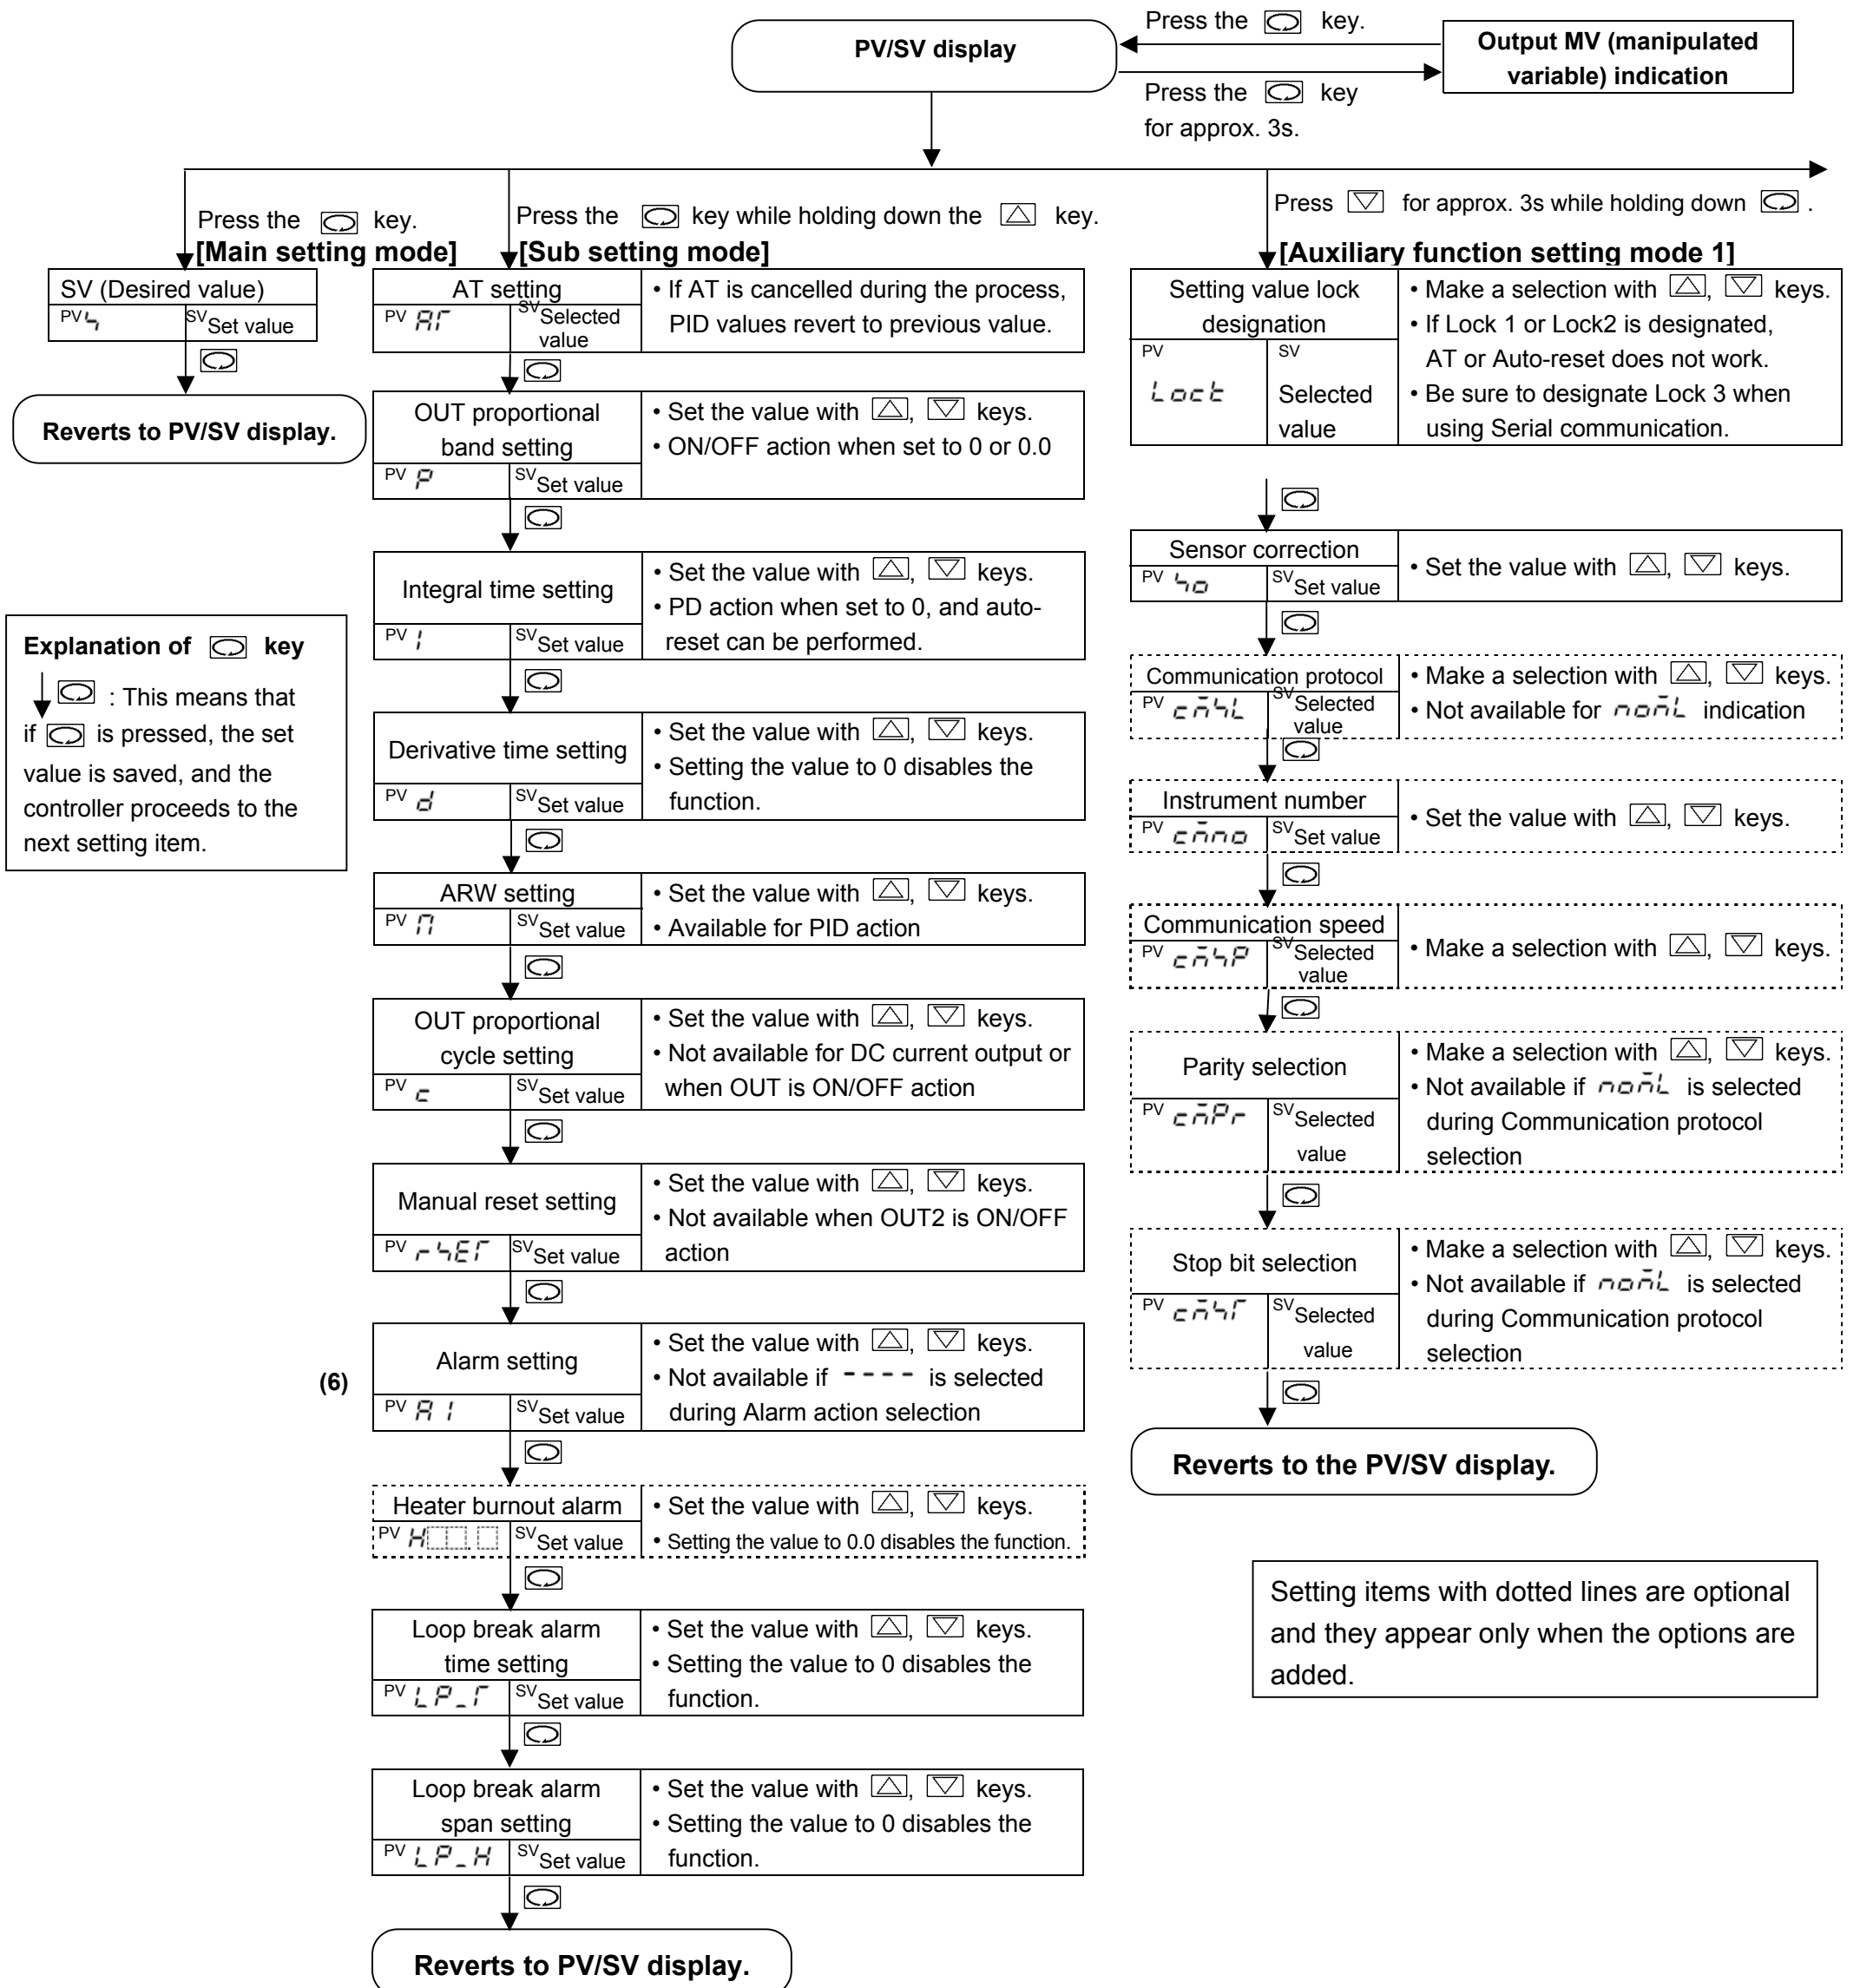 Press the key.
PV/SV display
Output MV (manipulated
variable) indication
Press the key
for approx. 3s.
Press the key.
[Main setting mode]
SV (Desired value)
PV SV Set value
Reverts to PV/SV display.
Explanation of key
: This means that
if is pressed, the set
value is saved, and the
controller proceeds to the
next setting item.
Press the key while holding down the key.
[Sub setting mode]
AT setting
PV AT SV Selected
value
• If AT is cancelled during the process,
PID values revert to previous value.
OUT proportional
band setting
PV P SV Set value
• Set the value with , keys.
• ON/OFF action when set to 0 or 0.0
Integral time setting
PV I SV Set value
• Set the value with , keys.
• PD action when set to 0, and auto-
reset can be performed.
Derivative time setting
PV d SV Set value
• Set the value with , keys.
• Setting the value to 0 disables the
function.
ARW setting
PV SV Set value
• Set the value with , keys.
• Available for PID action
OUT proportional
cycle setting
PV c SV Set value
• Set the value with , keys.
• Not available for DC current output or
when OUT is ON/OFF action
Manual reset setting
PV rSET SV Set value
• Set the value with , keys.
• Not available when OUT2 is ON/OFF
action
(6)
Alarm setting
PV A1 SV Set value
• Set the value with , keys.
• Not available if - - - - is selected
during Alarm action selection
Heater burnout alarm
PV H . SV Set value
• Set the value with , keys.
• Setting the value to 0.0 disables the function.
Loop break alarm
time setting
PV LP_T SV Set value
• Set the value with , keys.
• Setting the value to 0 disables the
function.
Loop break alarm
span setting
PV LP_H SV Set value
• Set the value with , keys.
• Setting the value to 0 disables the
function.
Reverts to PV/SV display.
Press for approx. 3s while holding down .
[Auxiliary function setting mode 1]
Setting value lock
designation
PV SV
Lock Selected
value
• Make a selection with , keys.
• If Lock 1 or Lock2 is designated,
AT or Auto-reset does not work.
• Be sure to designate Lock 3 when
using Serial communication.
Sensor correction
PV So SV Set value
• Set the value with , keys.
Communication protocol
PV cmSL SV Selected
value
• Make a selection with , keys.
• Not available for nomL indication
Instrument number
PV cmno SV Set value
• Set the value with , keys.
Communication speed
PV cmSP SV Selected
value
• Make a selection with , keys.
Parity selection
PV cmPr SV Selected
value
• Make a selection with , keys.
• Not available if nomL is selected
during Communication protocol
selection
Stop bit selection
PV cmST SV Selected
value
• Make a selection with , keys.
• Not available if nomL is selected
during Communication protocol
selection
Reverts to the PV/SV display.
Setting items with dotted lines are optional
and they appear only when the options are
added.